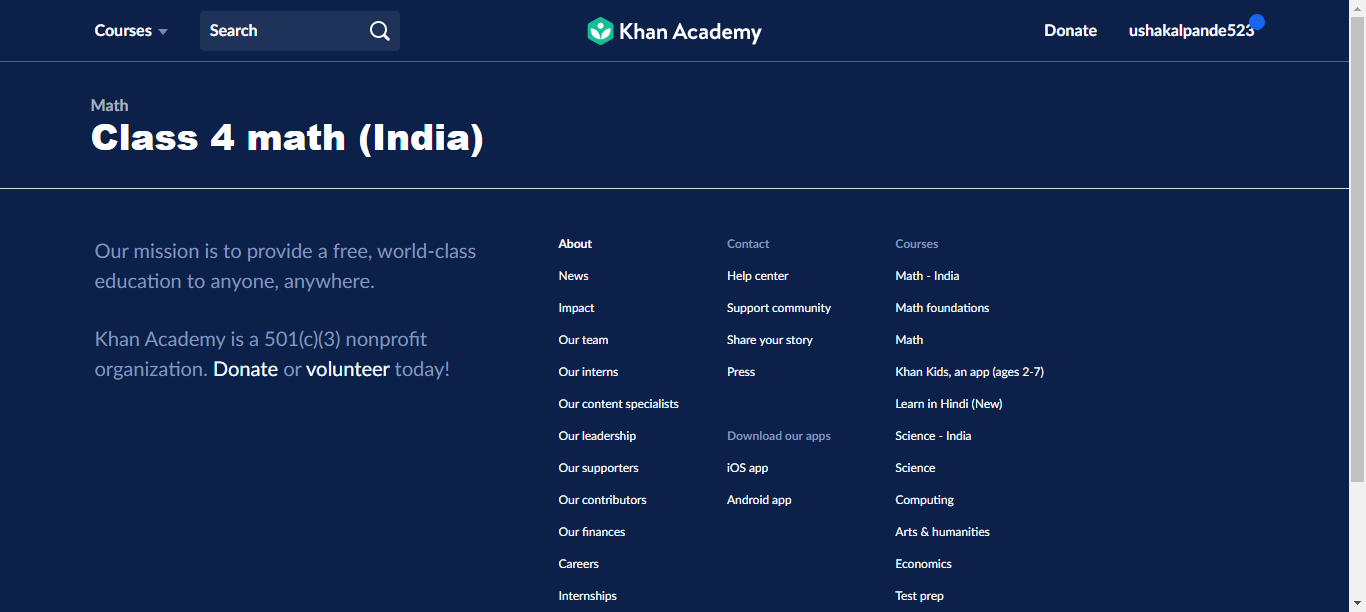 Courses
Search
Khan Academy
Donate
ushakalpande523
Math
Class 4 math (India)
Our mission is to provide a free, world-class
education to anyone, anywhere.
Khan Academy is a 501(c)(3) nonprofit
organization. Donate or volunteer today!
About
News
Impact
Our team
Our interns
Our content specialists
Our leadership
Our supporters
Our contributors
Our finances
Careers
Internships
Contact
Help center
Support community
Share your story
Press
Download our apps
iOS app
Android app
Courses
Math - India
Math foundations
Math
Khan Kids, an app (ages 2-7)
Learn in Hindi (New)
Science - India
Science
Computing
Arts & humanities
Economics
Test prep